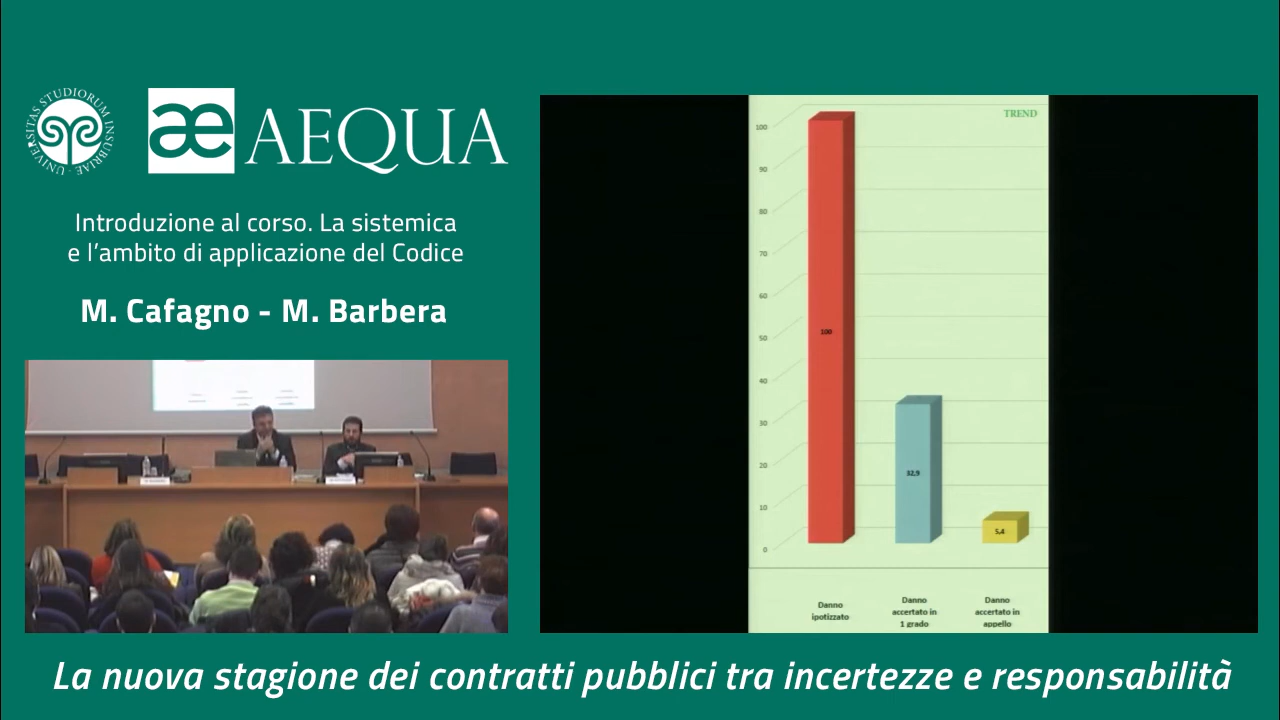 UNIVERSITAS STUDIORUM INSUBRIAE
æ AEQUA
Introduzione al corso. La sistemica
e l’ambito di applicazione del Codice
M. Cafagno - M. Barbera
TREND
100
90
80
70
60
50
40
30
20
10
0
100
32,9
5,4
Danno
ipotizzato
Danno
accertato in
1 grado
Danno
accertato in
appello
La nuova stagione dei contratti pubblici tra incertezze e responsabilità